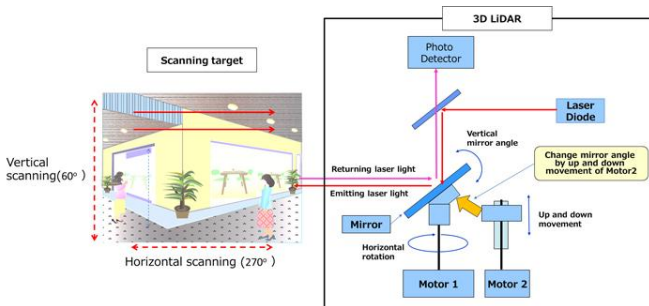 3D LiDAR
Photo
Detector
Scanning target
Laser
Diode
Vertical
mirror angle
Change mirror angle
by up and down
movement of Motor2
Vertical
scanning(60º )
Returning laser light
Emitting laser light
Mirror
Up and down
movement
Horizontal
rotation
Horizontal scanning (270º )
Motor 1
Motor 2